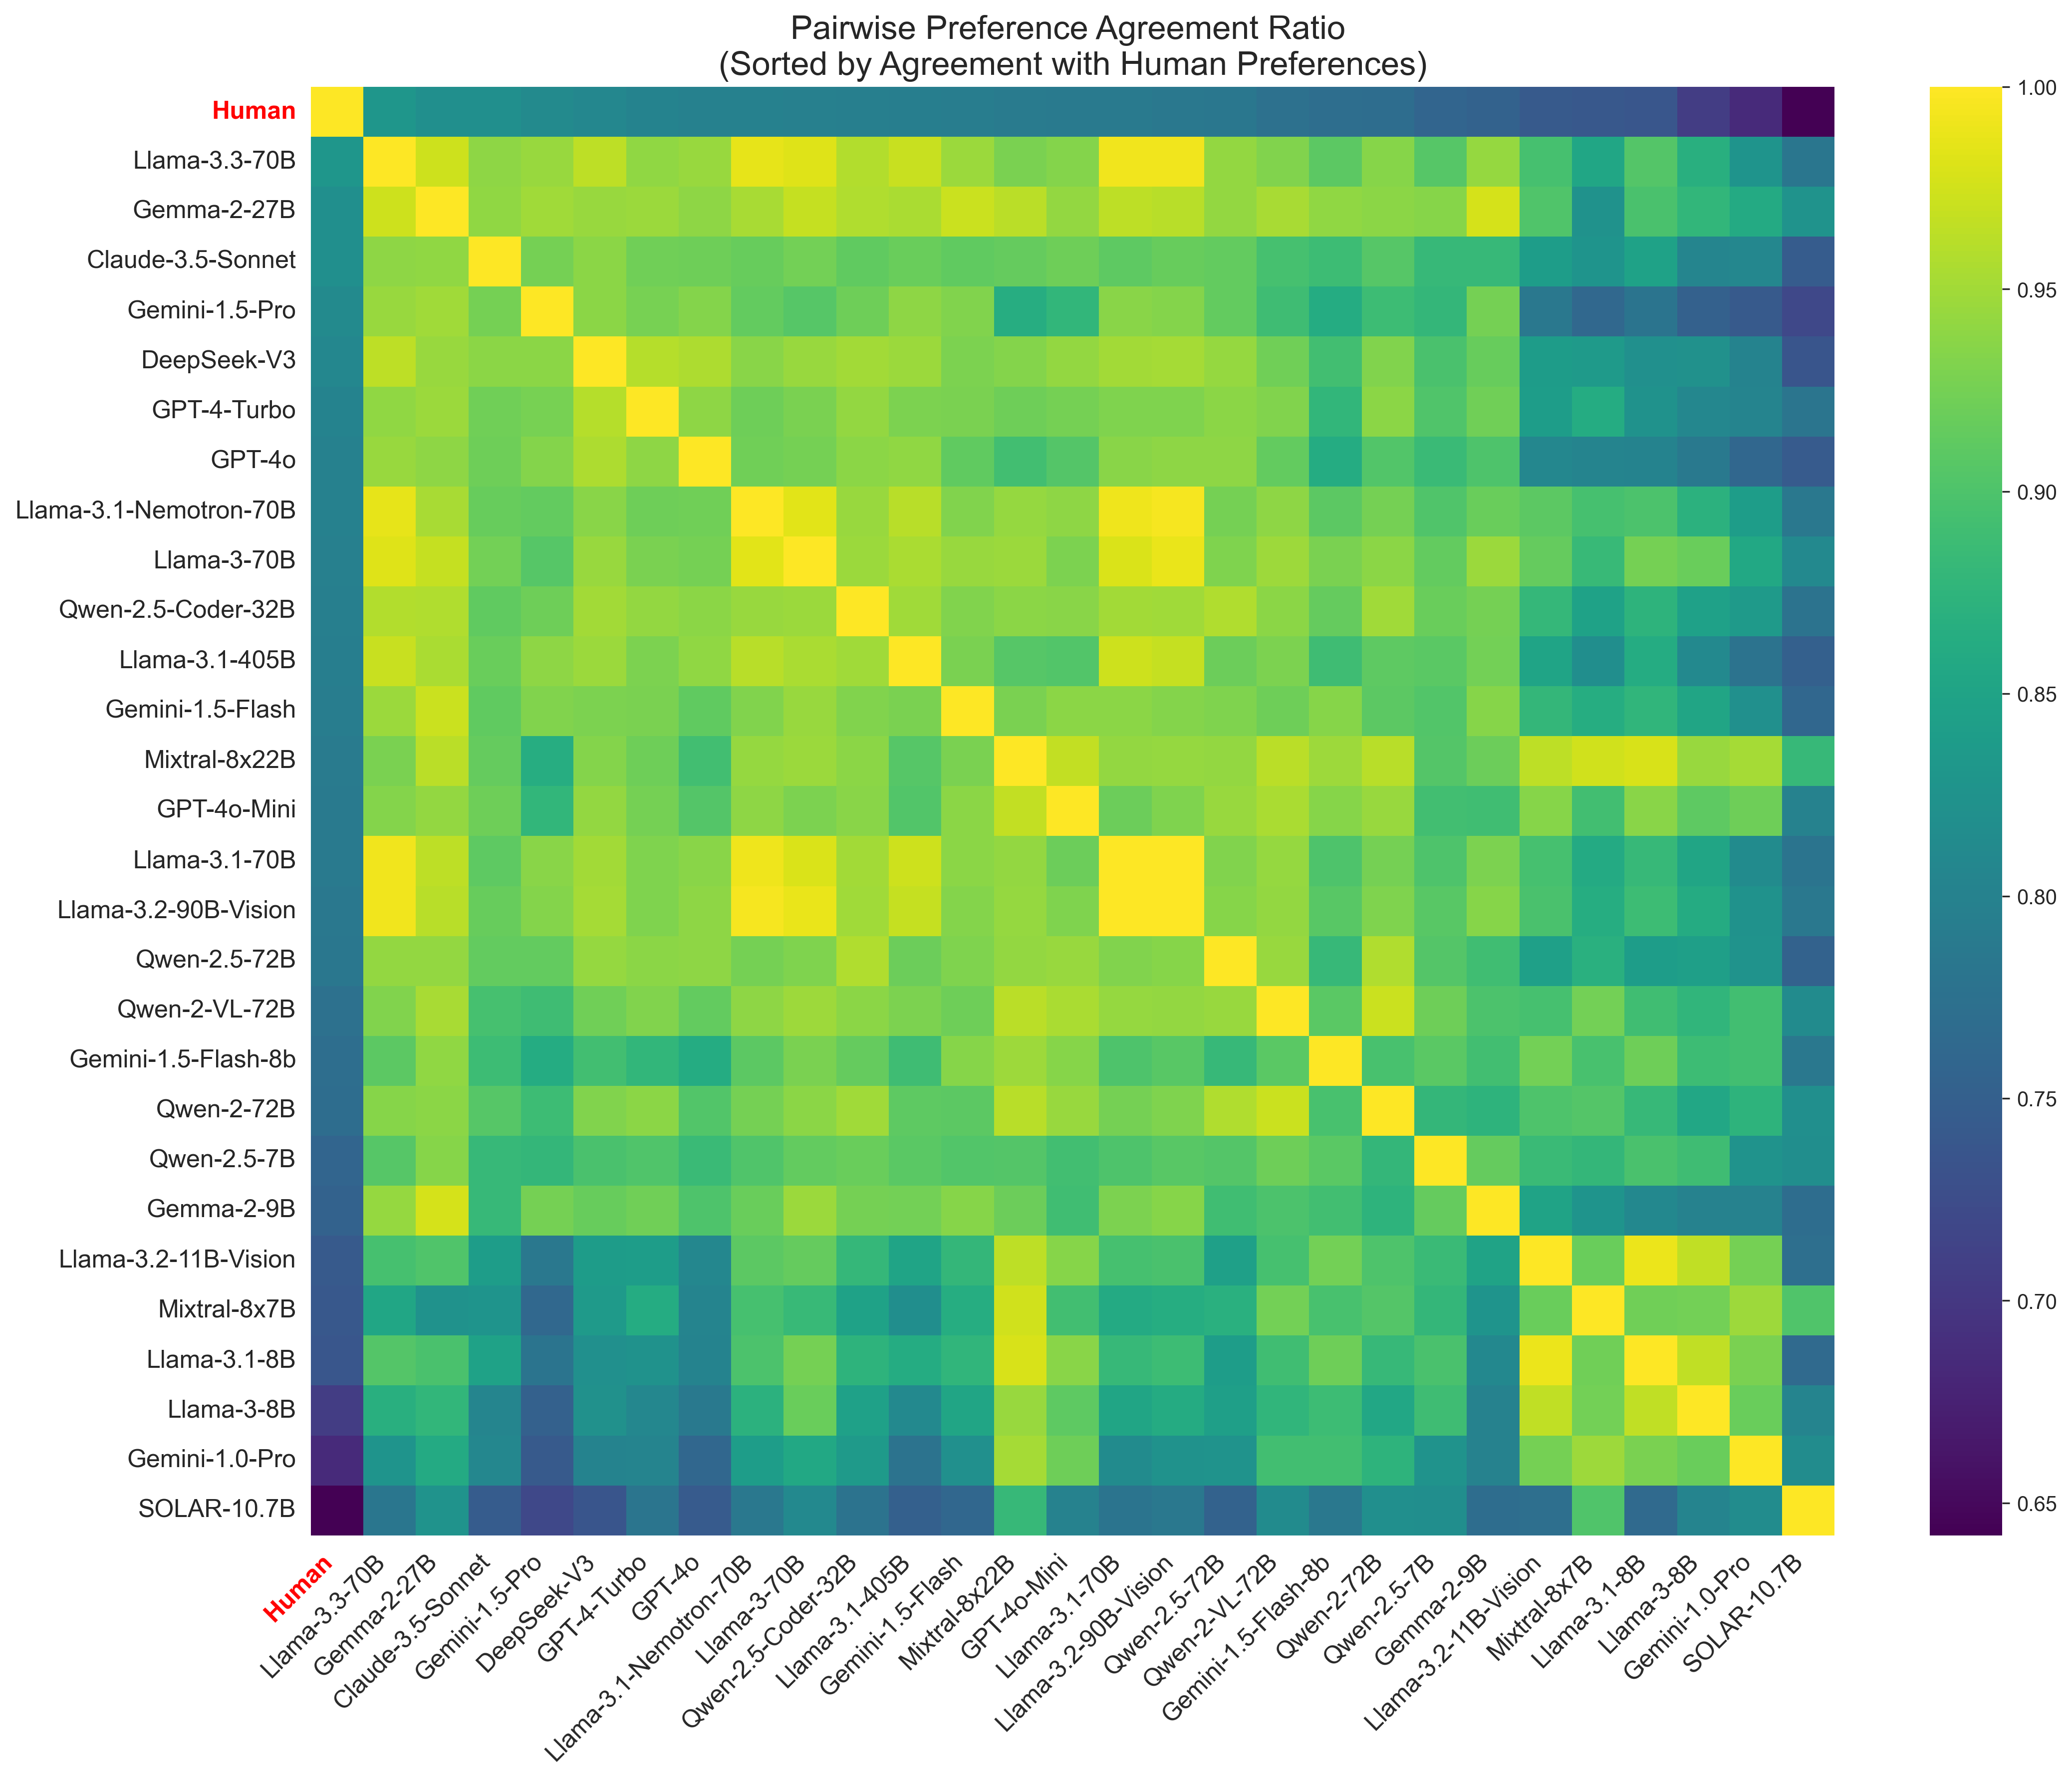 Pairwise Preference Agreement Ratio
(Sorted by Agreement with Human Preferences)
Human
Llama-3.3-70B
Gemma-2-27B
Claude-3.5-Sonnet
Gemini-1.5-Pro
DeepSeek-V3
GPT-4-Turbo
GPT-4o
Llama-3.1-Nemotron-70B
Llama-3-70B
Qwen-2.5-Coder-32B
Llama-3.1-405B
Gemini-1.5-Flash
Mixtral-8x22B
GPT-4o-Mini
Llama-3.1-70B
Llama-3.2-90B-Vision
Qwen-2.5-72B
Qwen-2-VL-72B
Gemini-1.5-Flash-8b
Qwen-2-72B
Qwen-2.5-7B
Gemma-2-9B
Llama-3.2-11B-Vision
Mixtral-8x7B
Llama-3.1-8B
Llama-3-8B
Gemini-1.0-Pro
SOLAR-10.7B
Human
Llama-3.3-70B
Gemma-2-27B
Claude-3.5-Sonnet
Gemini-1.5-Pro
DeepSeek-V3
GPT-4-Turbo
GPT-4o
Llama-3.1-Nemotron-70B
Llama-3-70B
Qwen-2.5-Coder-32B
Llama-3.1-405B
Gemini-1.5-Flash
Mixtral-8x22B
GPT-4o-Mini
Llama-3.1-70B
Llama-3.2-90B-Vision
Qwen-2.5-72B
Qwen-2-VL-72B
Gemini-1.5-Flash-8b
Qwen-2-72B
Qwen-2.5-7B
Gemma-2-9B
Llama-3.2-11B-Vision
Mixtral-8x7B
Llama-3.1-8B
Llama-3-8B
Gemini-1.0-Pro
SOLAR-10.7B
1.00
0.95
0.90
0.85
0.80
0.75
0.70
0.65